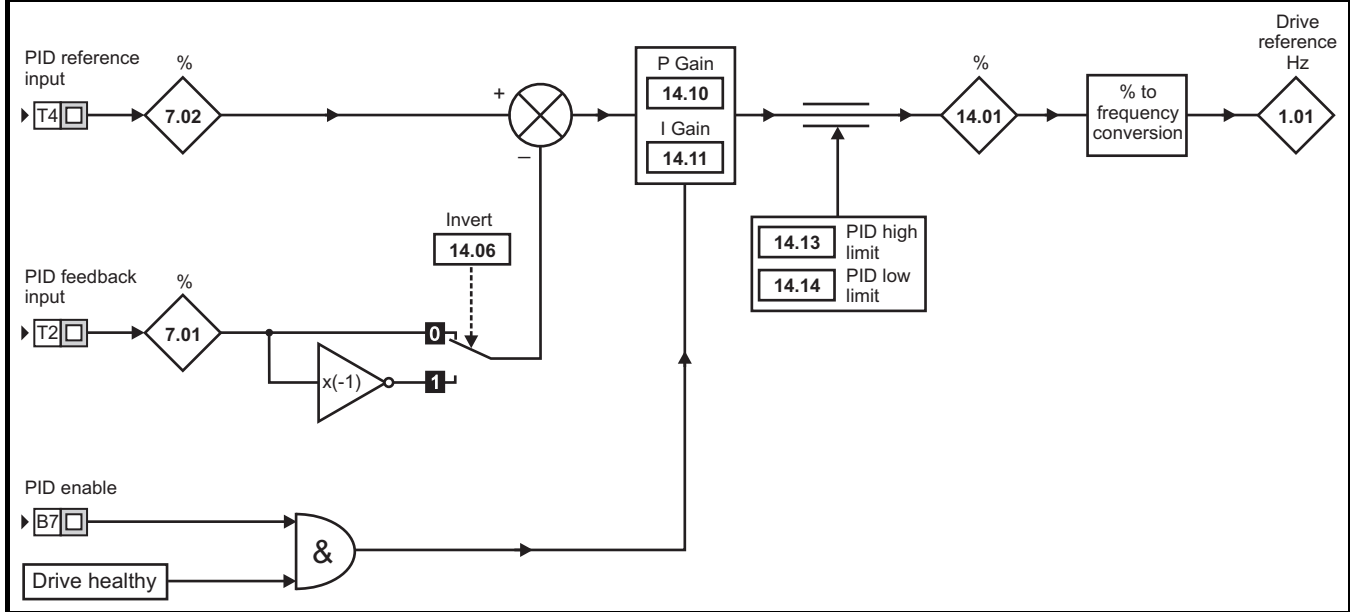 PID reference
input
T4
%
7.02
+
–
P Gain
14.10
I Gain
14.11
%
14.01
% to
frequency
conversion
Drive
reference
Hz
1.01
Invert
14.06
14.13
PID high
limit
14.14
PID low
limit
PID feedback
input
T2
%
7.01
0
x(-1)
1
PID enable
B7
&
Drive healthy